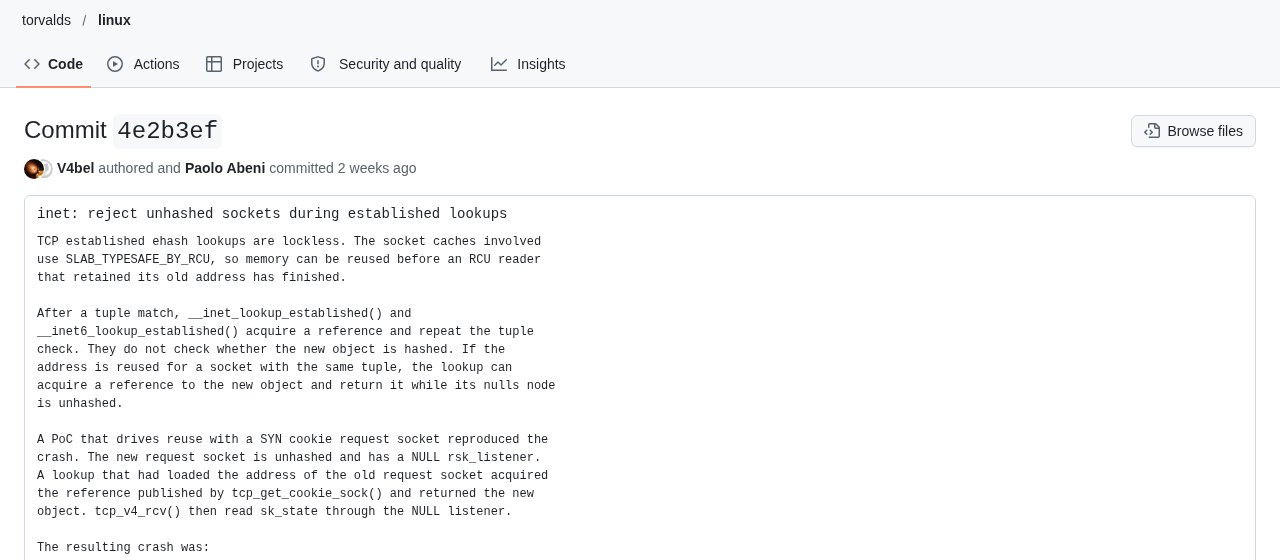 torvalds / linux
Code Actions Projects Security and quality Insights
Commit 4e2b3ef
Browse files
V4bel authored and Paolo Abeni committed 2 weeks ago
inet: reject unhashed sockets during established lookups
TCP established ehash lookups are lockless. The socket caches involved
use SLAB_TYPESAFE_BY_RCU, so memory can be reused before an RCU reader
that retained its old address has finished.
After a tuple match, __inet_lookup_established() and
__inet6_lookup_established() acquire a reference and repeat the tuple
check. They do not check whether the new object is hashed. If the
address is reused for a socket with the same tuple, the lookup can
acquire a reference to the new object and return it while its nulls node
is unhashed.
A PoC that drives reuse with a SYN cookie request socket reproduced the
crash. The new request socket is unhashed and has a NULL rsk_listener.
A lookup that had loaded the address of the old request socket acquired
the reference published by tcp_get_cookie_sock() and returned the new
object. tcp_v4_rcv() then read sk_state through the NULL listener.
The resulting crash was: